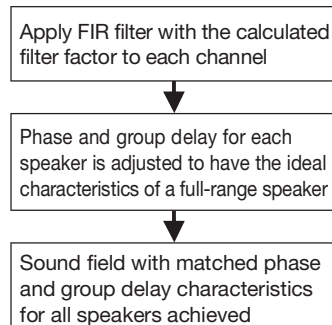 Apply FIR filter with the calculated
filter factor to each channel
Phase and group delay for each
speaker is adjusted to have the ideal
characteristics of a full-range speaker
Sound field with matched phase
and group delay characteristics
for all speakers achieved